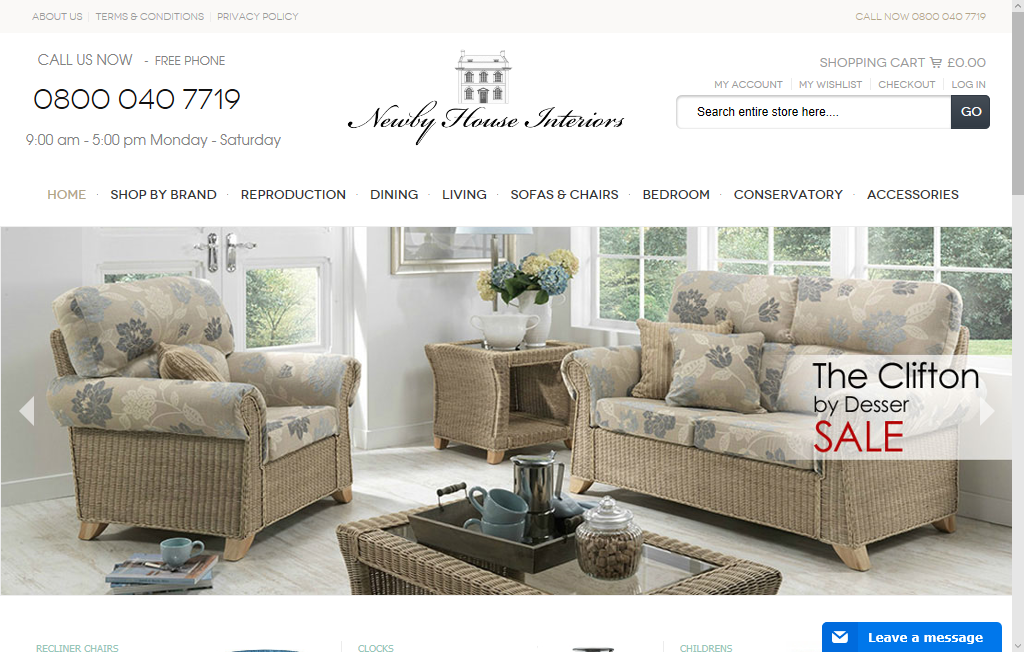 ABOUT US TERMS & CONDITIONS PRIVACY POLICY CALL NOW 0800 040 7719
CALL US NOW - FREE PHONE
0800 040 7719
9:00 am - 5:00 pm Monday - Saturday
Newby House Interiors
SHOPPING CART £0.00
MY ACCOUNT MY WISHLIST CHECKOUT LOG IN
Search entire store here.... GO
HOME · SHOP BY BRAND · REPRODUCTION · DINING · LIVING · SOFAS & CHAIRS · BEDROOM · CONSERVATORY · ACCESSORIES
The Clifton
by Desser
SALE
RECLINER CHAIRS CLOCKS CHILDRENS
Leave a message